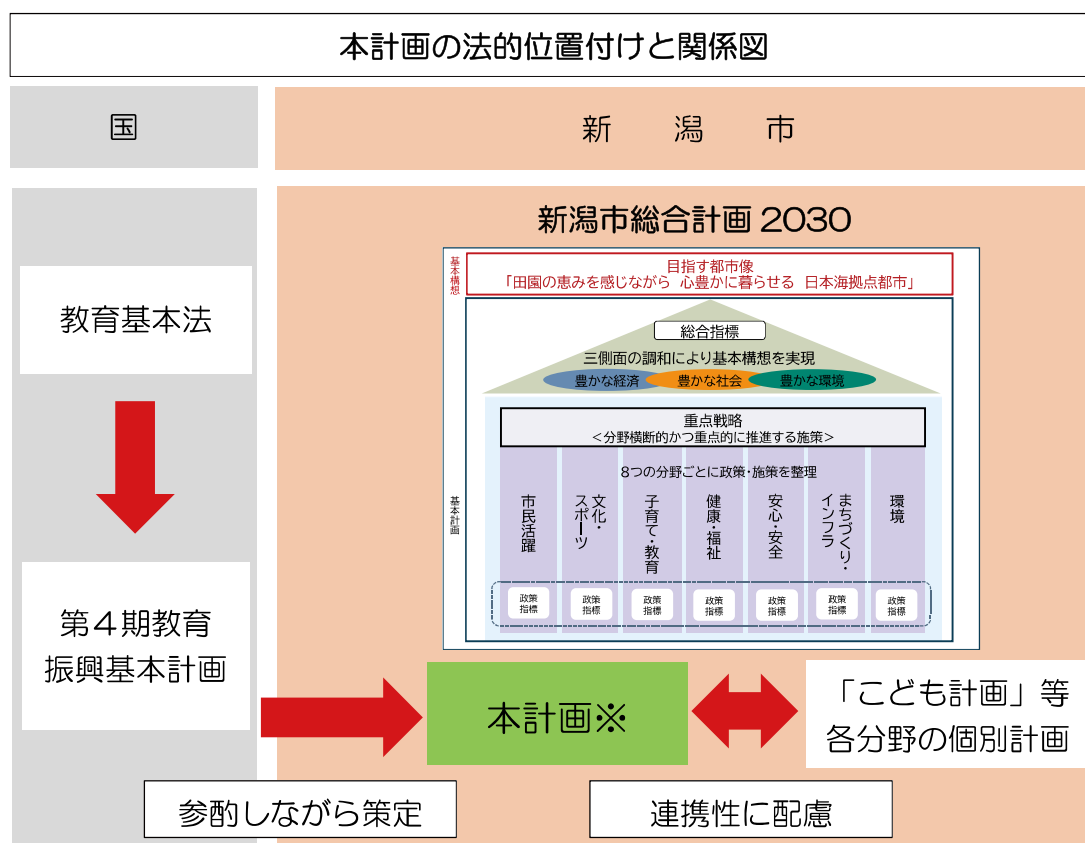 本計画の法的位置付けと関係図
国
新潟市
教育基本法
第4期教育
振興基本計画
新潟市総合計画 2030
基本構想
目指す都市像
「田園の恵みを感じながら 心豊かに暮らせる 日本海拠点都市」
総合指標
三側面の調和により基本構想を実現
豊かな経済
豊かな社会
豊かな環境
基本計画
重点戦略
<分野横断的かつ重点的に推進する施策>
8つの分野ごとに政策・施策を整理
市民活躍
文化・
スポーツ
子育て・教育
健康・福祉
安心・安全
まちづくり・
インフラ
環境
政策
指標
政策
指標
政策
指標
政策
指標
政策
指標
政策
指標
政策
指標
本計画※
「こども計画」等
各分野の個別計画
参酌しながら策定
連携性に配慮